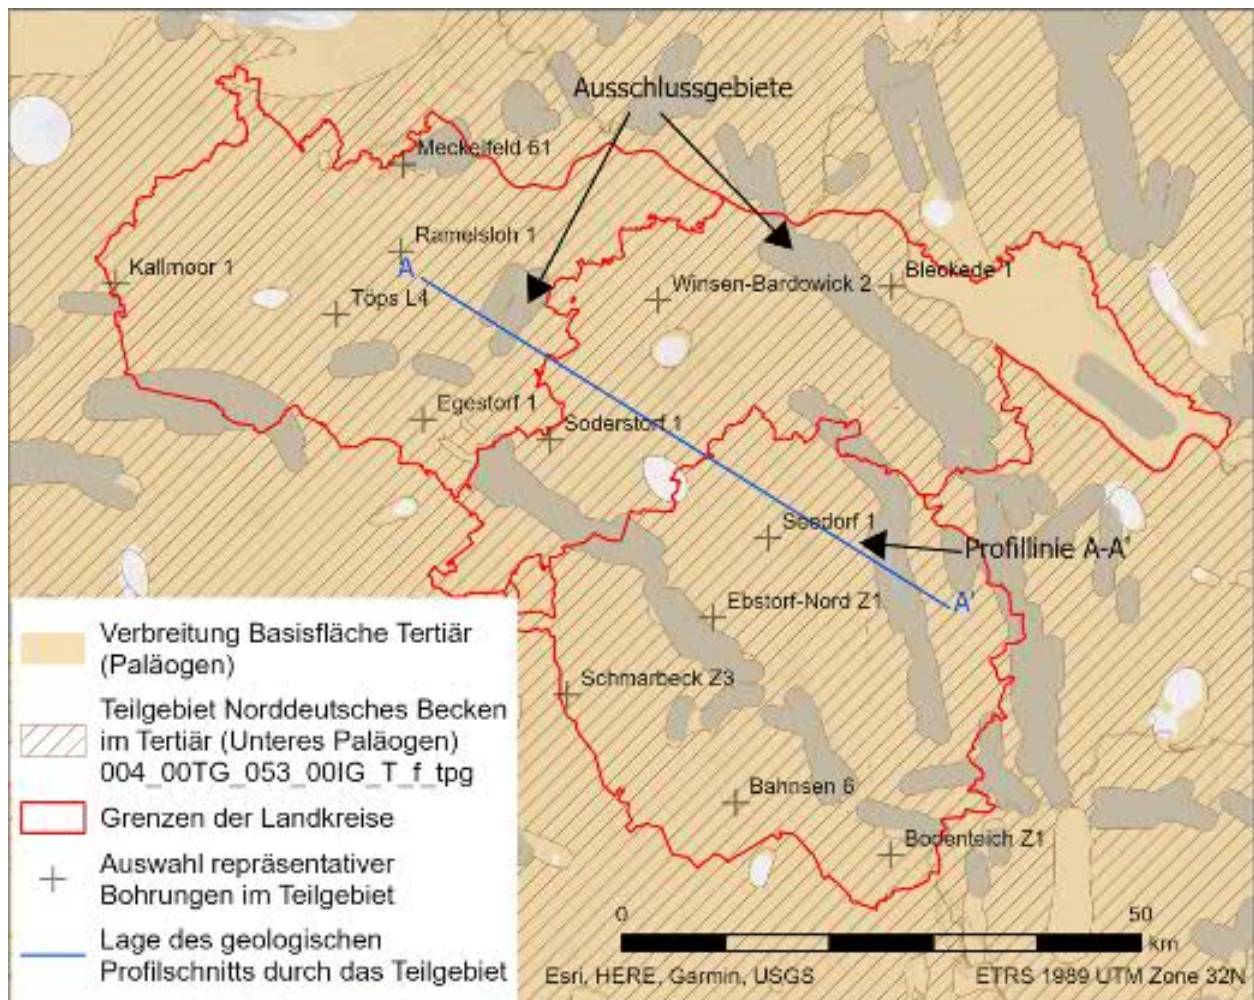 Ausschlussgebiete
Meckelfeld 61
Ramelsloh 1
A
Kallmoor 1
Töps L4
Winsen-Bardowick 2
Bleckede 1
Egestorf 1
Soderstorf 1
Seedorf 1
Profillinie A-A'
Ebstorf-Nord Z1
A'
Schmarbeck Z3
Bahnsen 6
Bodenteich Z1
Verbreitung Basisfläche Tertiär
(Paläogen)
Teilgebiet Norddeutsches Becken
im Tertiär (Unteres Paläogen)
004_00TG_053_00IG_T_f_tpg
Grenzen der Landkreise
Auswahl repräsentativer
Bohrungen im Teilgebiet
Lage des geologischen
Profilschnitts durch das Teilgebiet
0 50
km
Esri, HERE, Garmin, USGS ETRS 1989 UTM Zone 32N